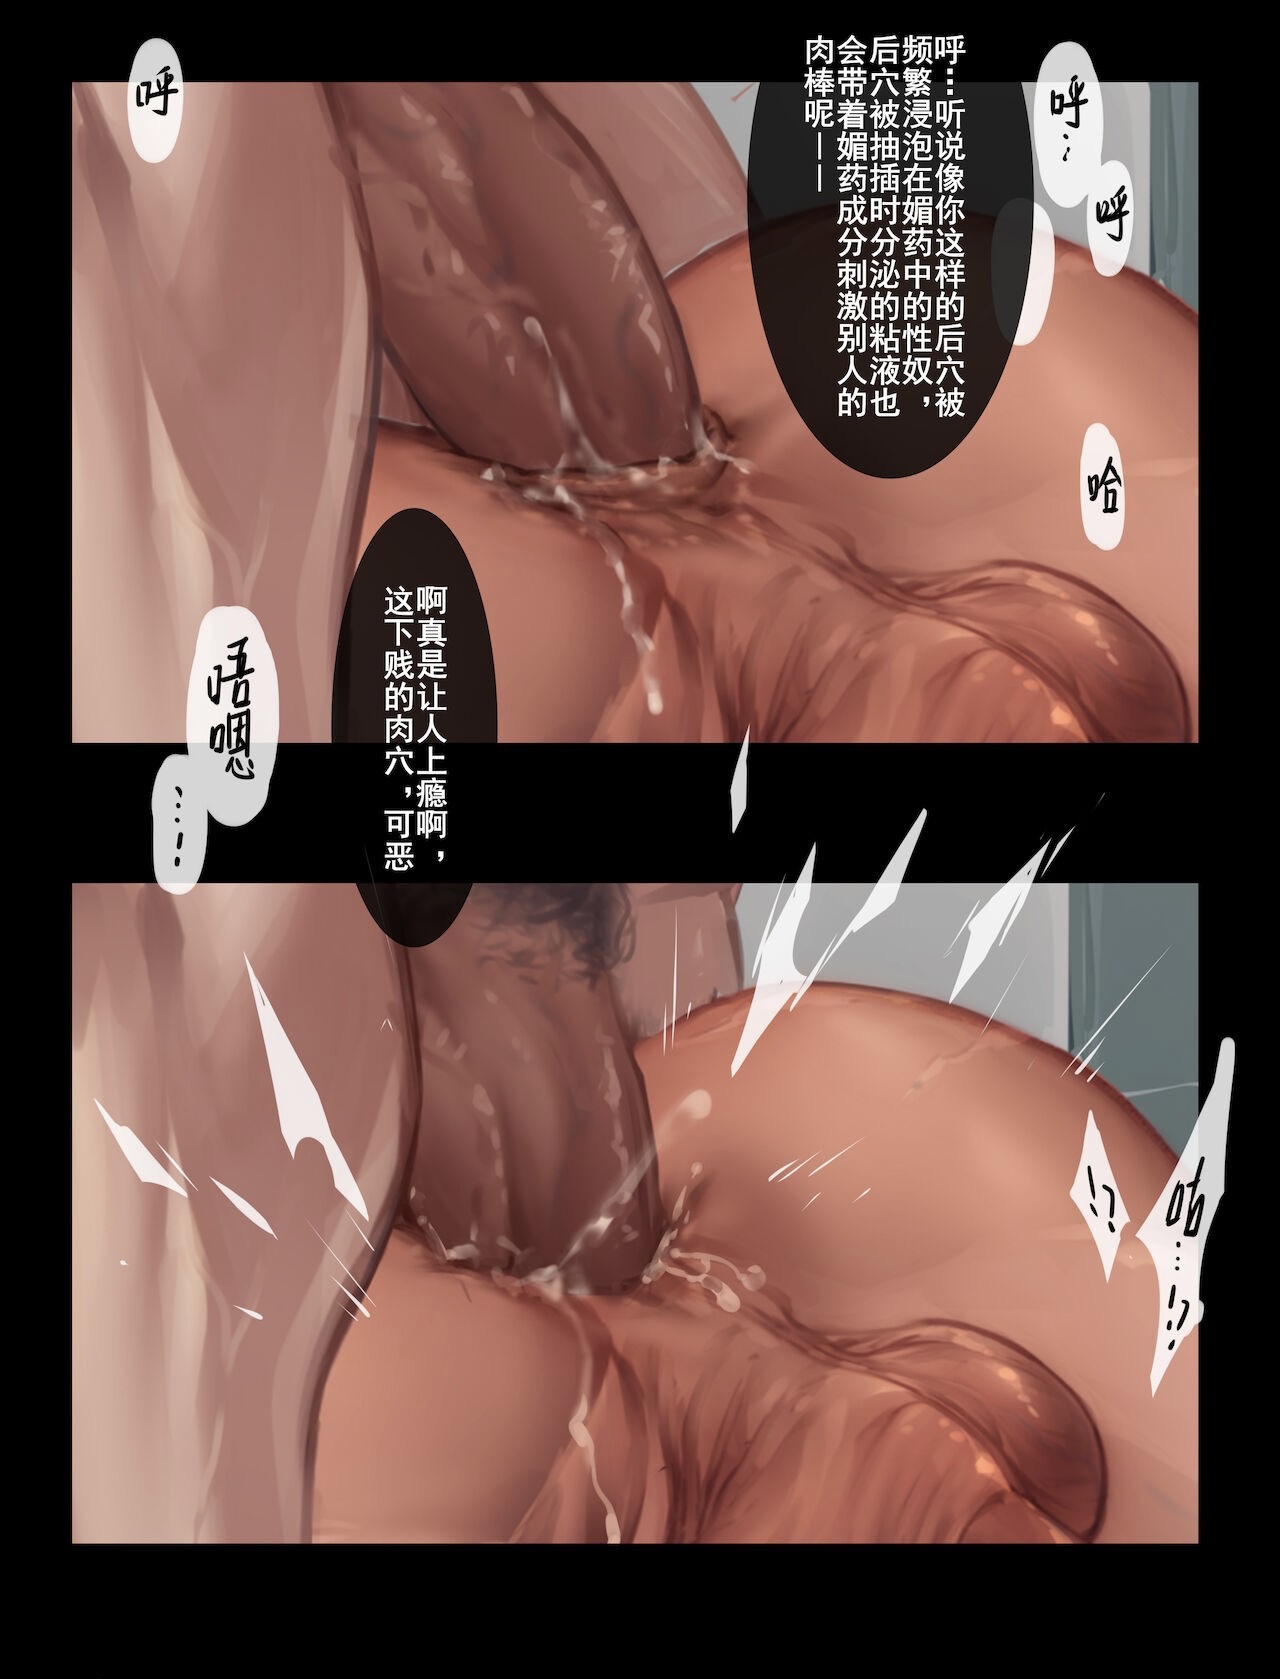 呼…
呼
呼…听说像你这样的后穴被
频繁浸泡在媚药中的性奴，
后穴被抽插时分泌的粘液也
会带着媚药成分刺激别人的
肉棒呢——
呼
哈
啊真是让人上瘾啊，
这下贱的肉穴，可恶
唔嗯
…!
咕…!?
!?